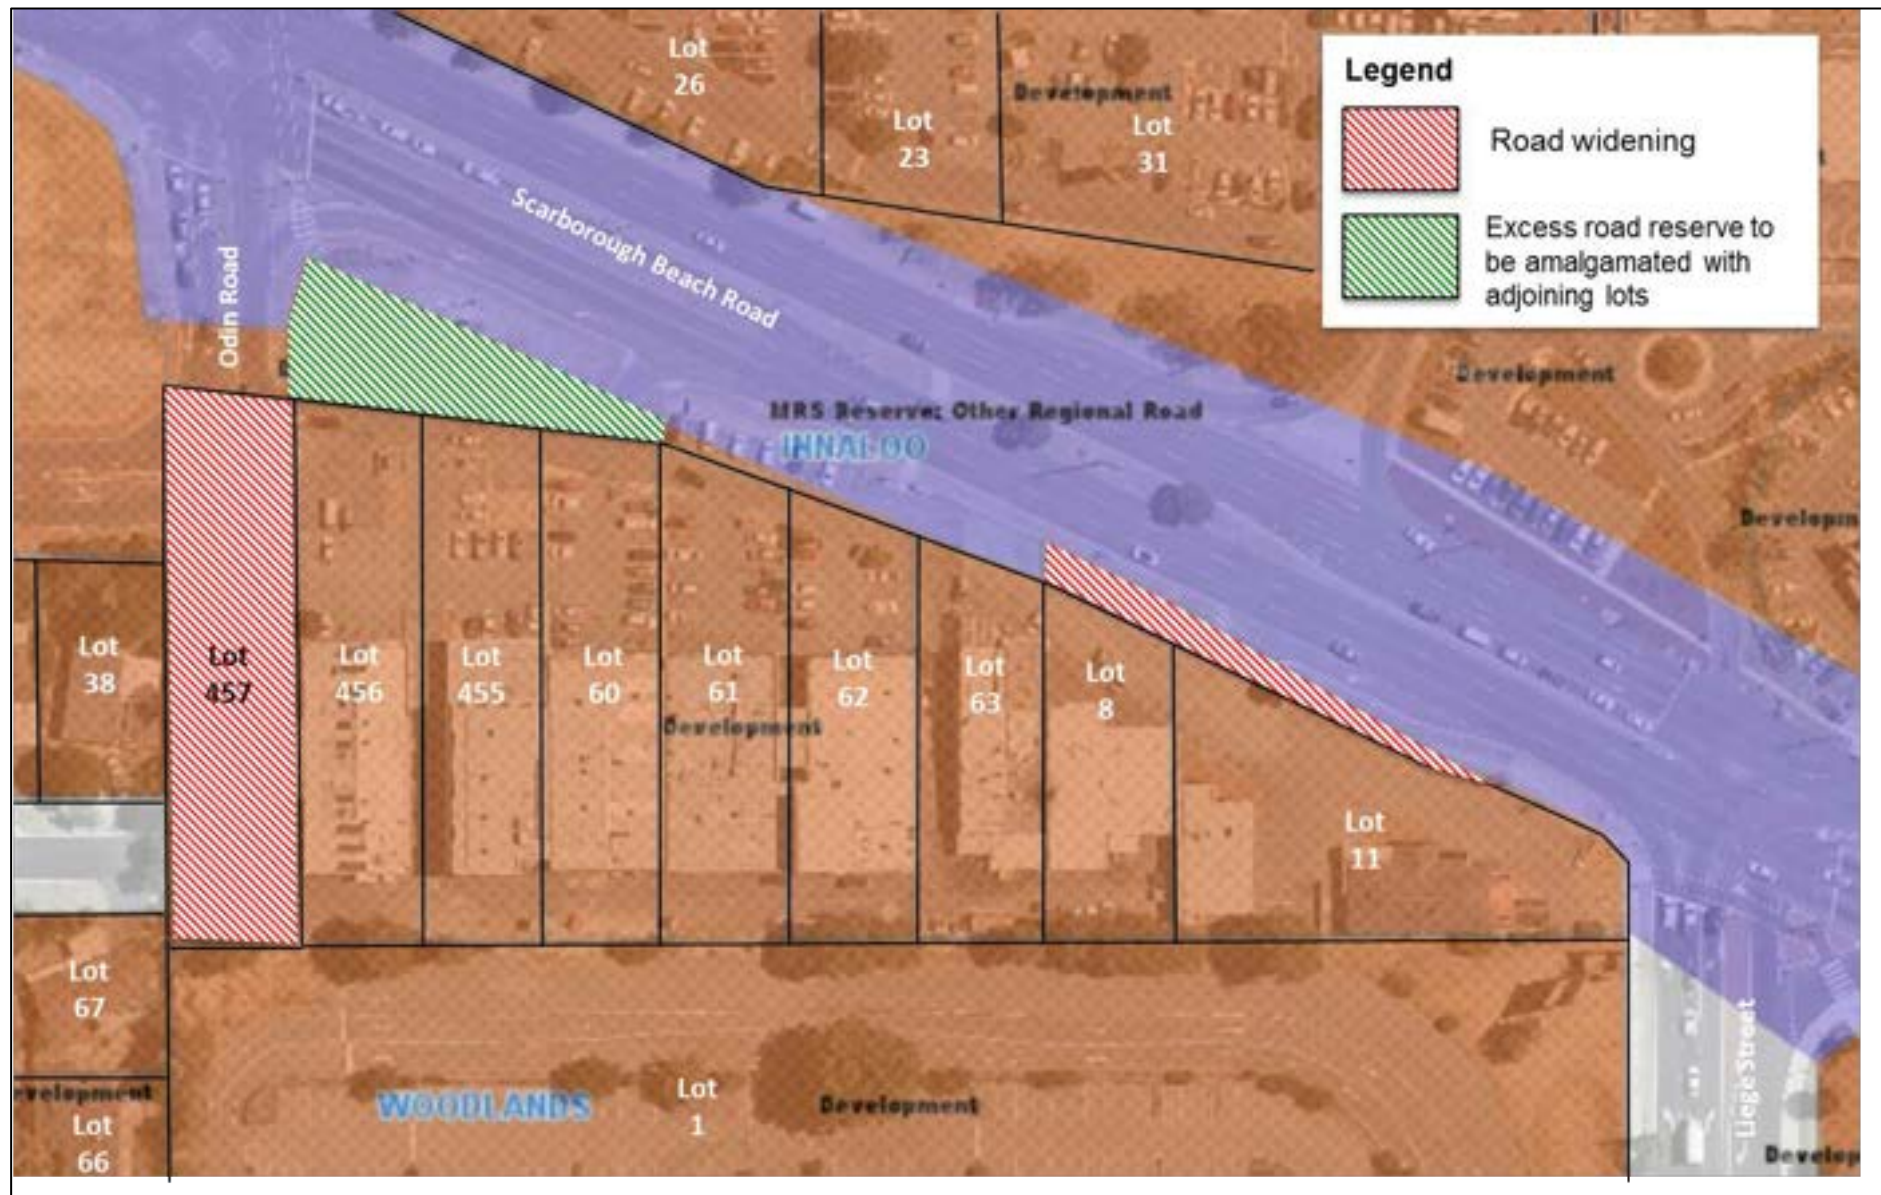 Lot
26
Lot
23
Development
Lot
31
Legend
Road widening
Excess road reserve to
be amalgamated with
adjoining lots
Scarborough Beach Road
Odin Road
Development
MRS Reserve: Other Regional Road
INNALOO
Developm
Lot
38
Lot
457
Lot
456
Lot
455
Lot
60
Lot
61
Lot
62
Lot
63
Lot
8
Development
Lot
11
Lot
67
WOODLANDS
Lot
1
Development
Liege Street
evelopment
Lot
66
Develop